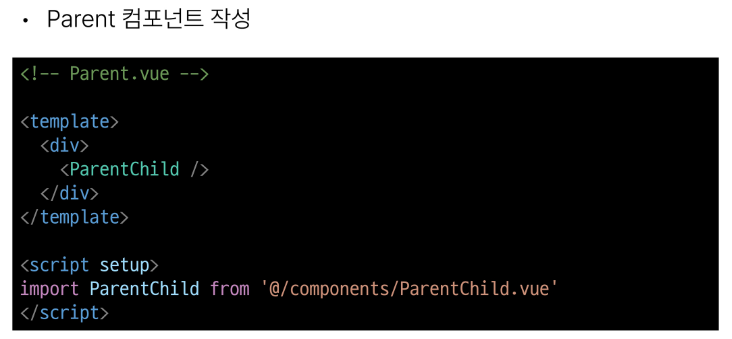 • Parent 컴포넌트 작성
<!-- Parent.vue -->
<template>
  <div>
    <ParentChild />
  </div>
</template>
<script setup>
import ParentChild from '@/components/ParentChild.vue'
</script>